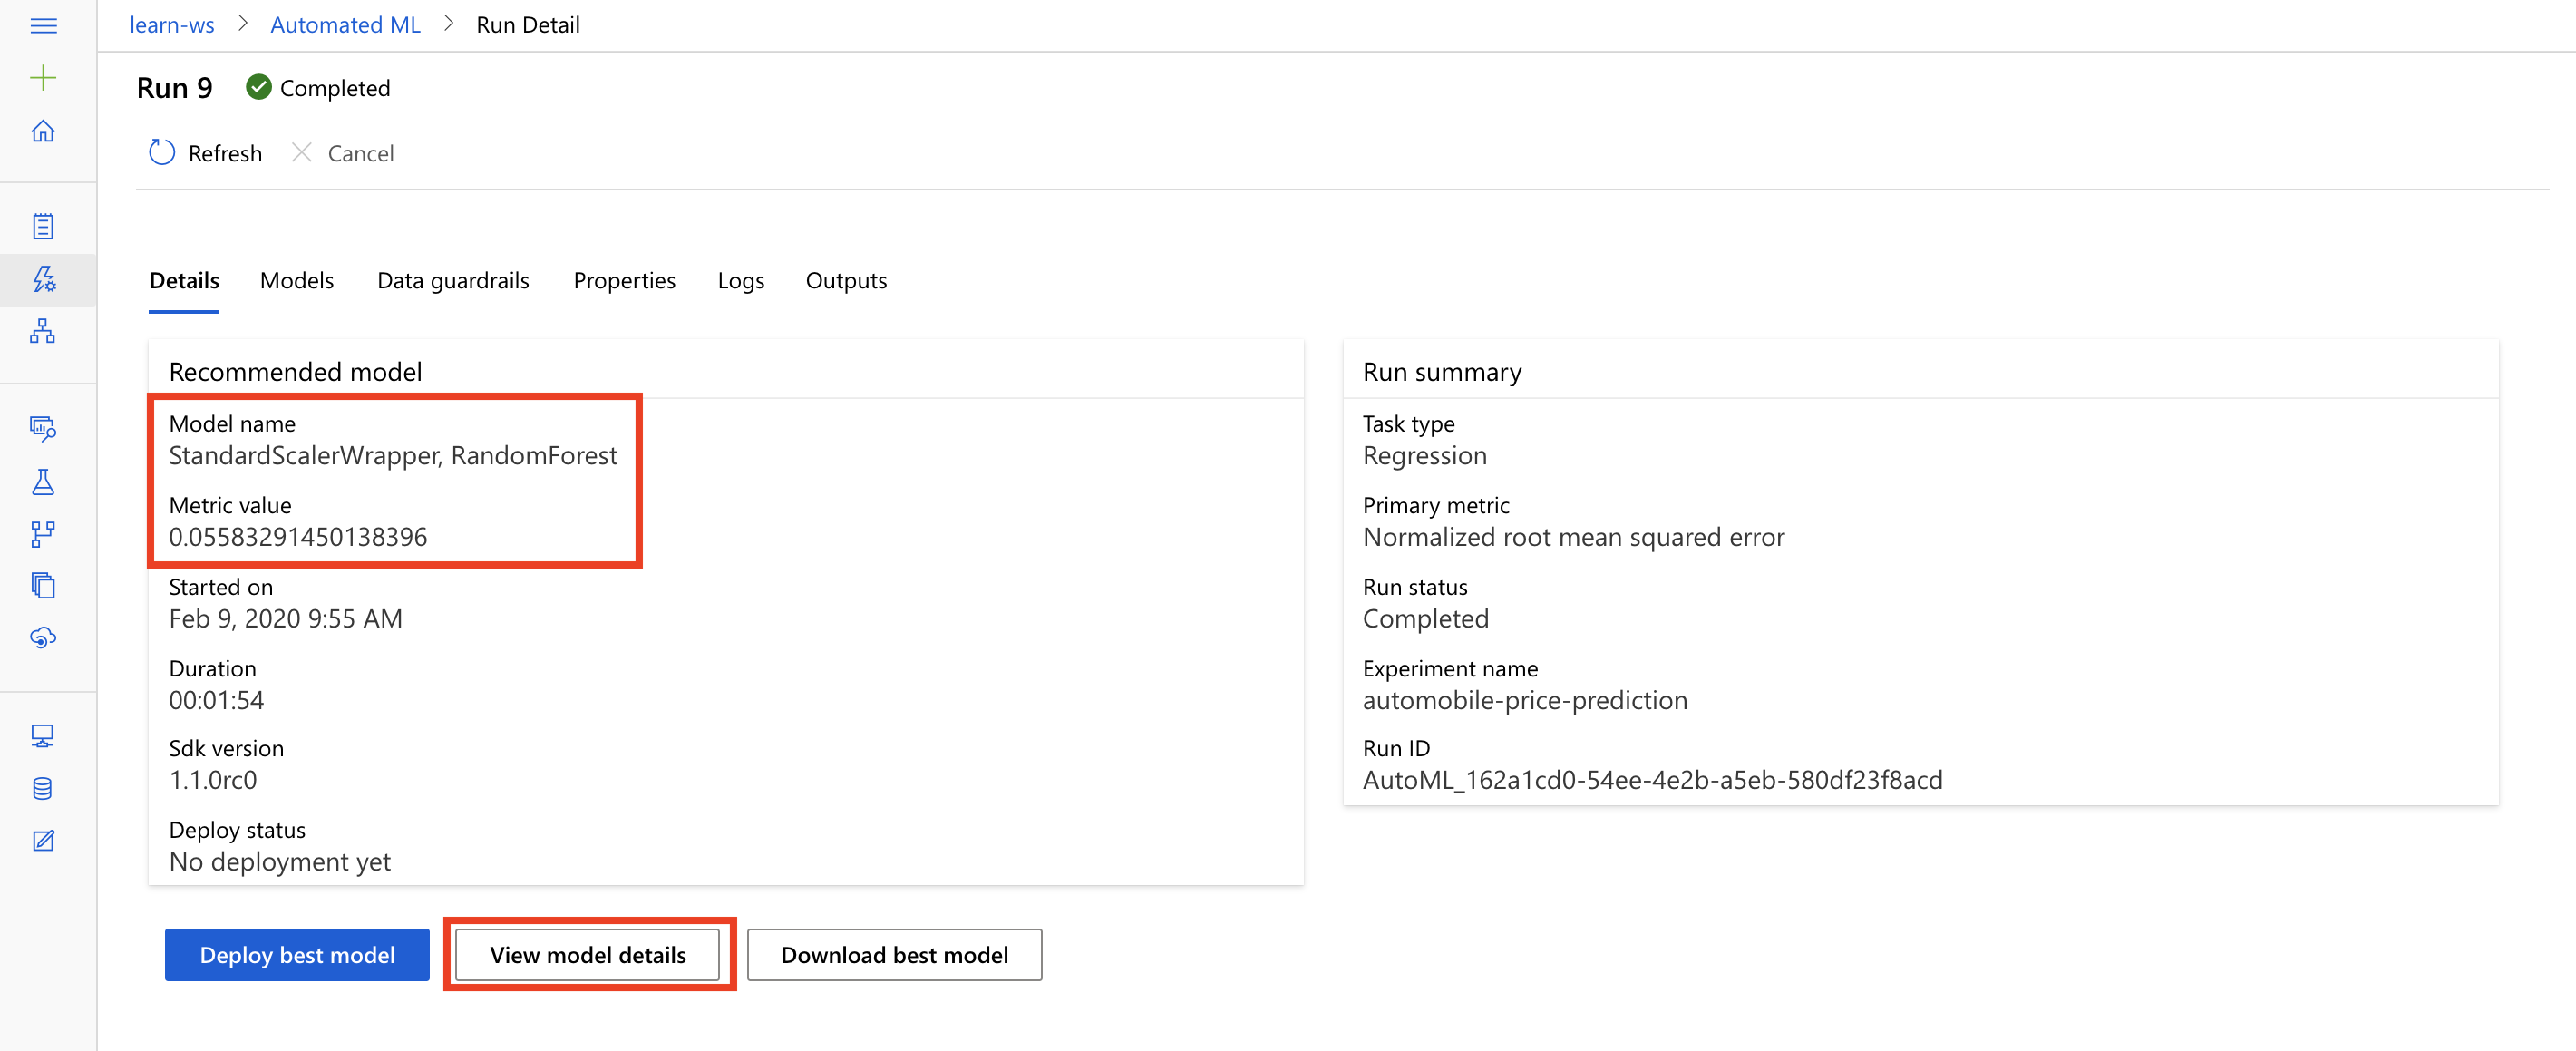 learn-ws > Automated ML > Run Detail
Run 9 Completed
Refresh Cancel
Details Models Data guardrails Properties Logs Outputs
Recommended model
Model name
StandardScalerWrapper, RandomForest
Metric value
0.05583291450138396
Started on
Feb 9, 2020 9:55 AM
Duration
00:01:54
Sdk version
1.1.0rc0
Deploy status
No deployment yet
Run summary
Task type
Regression
Primary metric
Normalized root mean squared error
Run status
Completed
Experiment name
automobile-price-prediction
Run ID
AutoML_162a1cd0-54ee-4e2b-a5eb-580df23f8acd
Deploy best model View model details Download best model